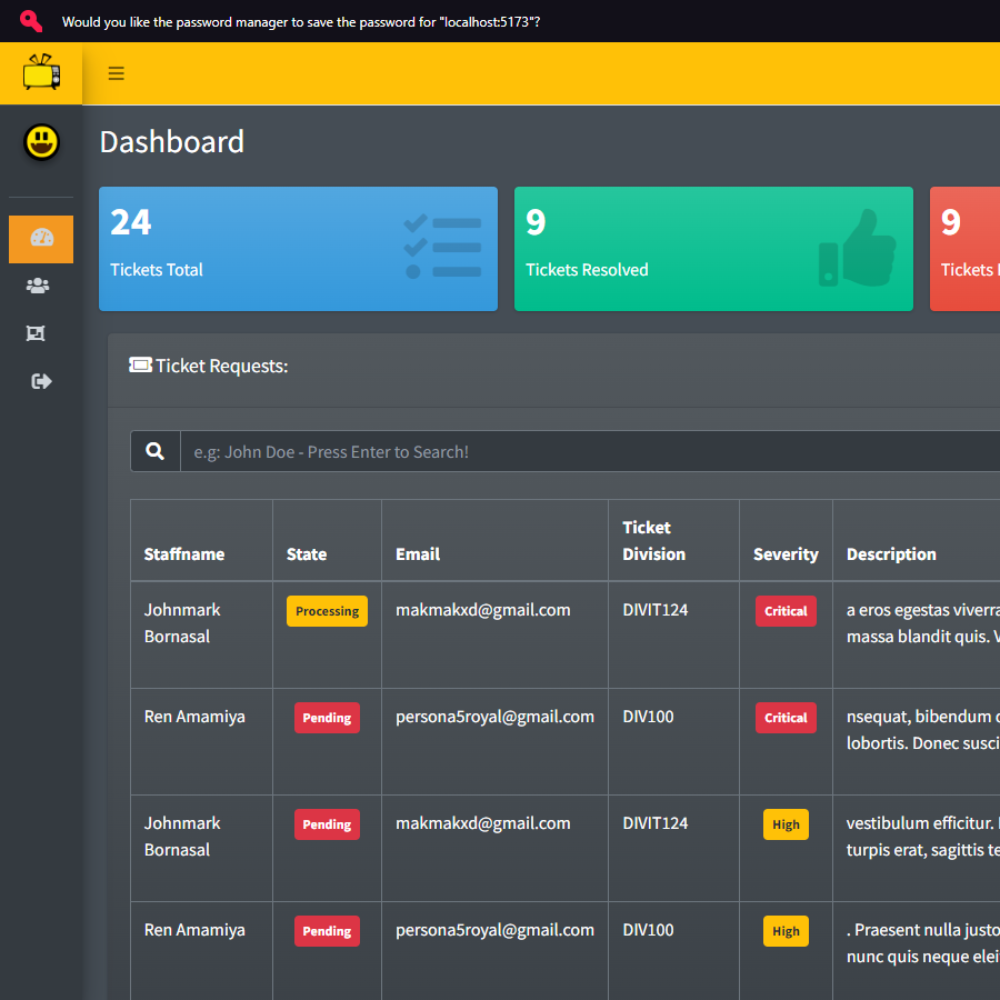 Would you like the password manager to save the password for "localhost:5173"?
Dashboard
24
Tickets Total
9
Tickets Resolved
9
Tickets
Ticket Requests:
e.g: John Doe - Press Enter to Search!
Staffname State Email Ticket Division Severity Description
Johnmark Bornasal Processing makmakxd@gmail.com DIVIT124 Critical a eros egestas viverra
massa blandit quis.
Ren Amamiya Pending persona5royal@gmail.com DIV100 Critical nsequat, bibendum
lobortis. Donec susci
Johnmark Bornasal Pending makmakxd@gmail.com DIVIT124 High vestibulum efficitur.
turpis erat, sagittis te
Ren Amamiya Pending persona5royal@gmail.com DIV100 High . Praesent nulla justo
nunc quis neque elei